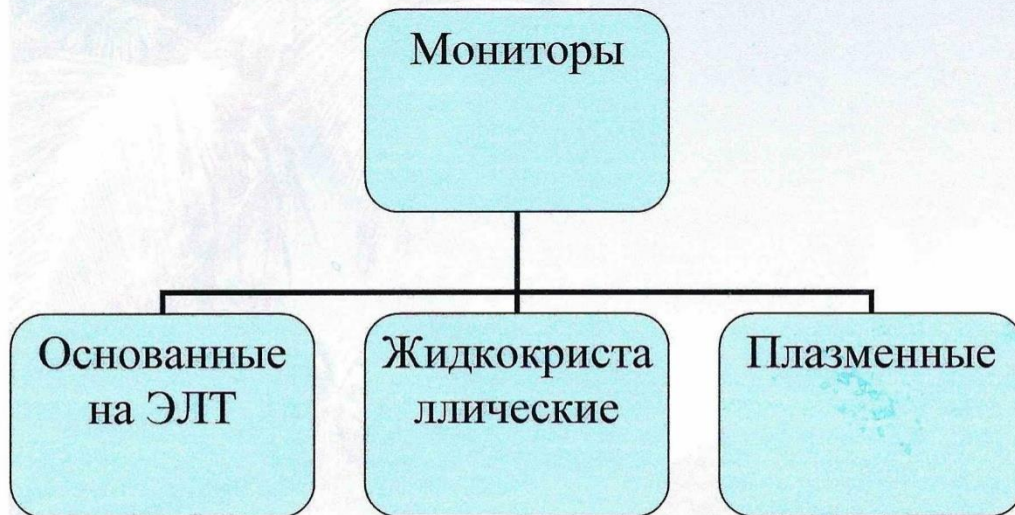 Мониторы
Основанные
на ЭЛТ
Жидкокриста
ллические
Плазменные